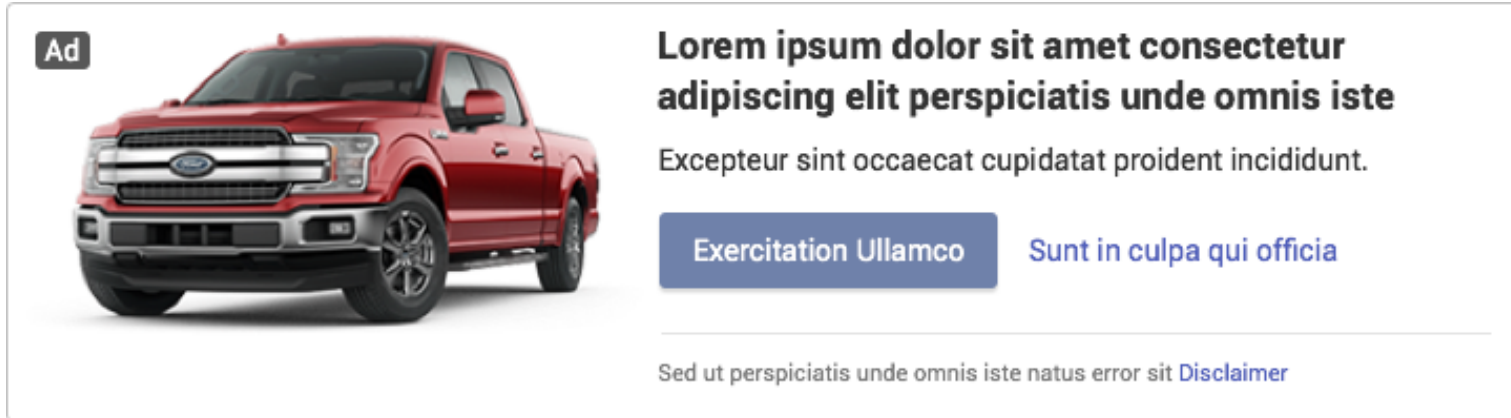 Ad
Lorem ipsum dolor sit amet consectetur
adipiscing elit perspiciatis unde omnis iste
Excepteur sint occaecat cupidatat proident incididunt.
Ford
Exercitation Ullamco
Sunt in culpa qui officia
Sed ut perspiciatis unde omnis iste natus error sit Disclaimer